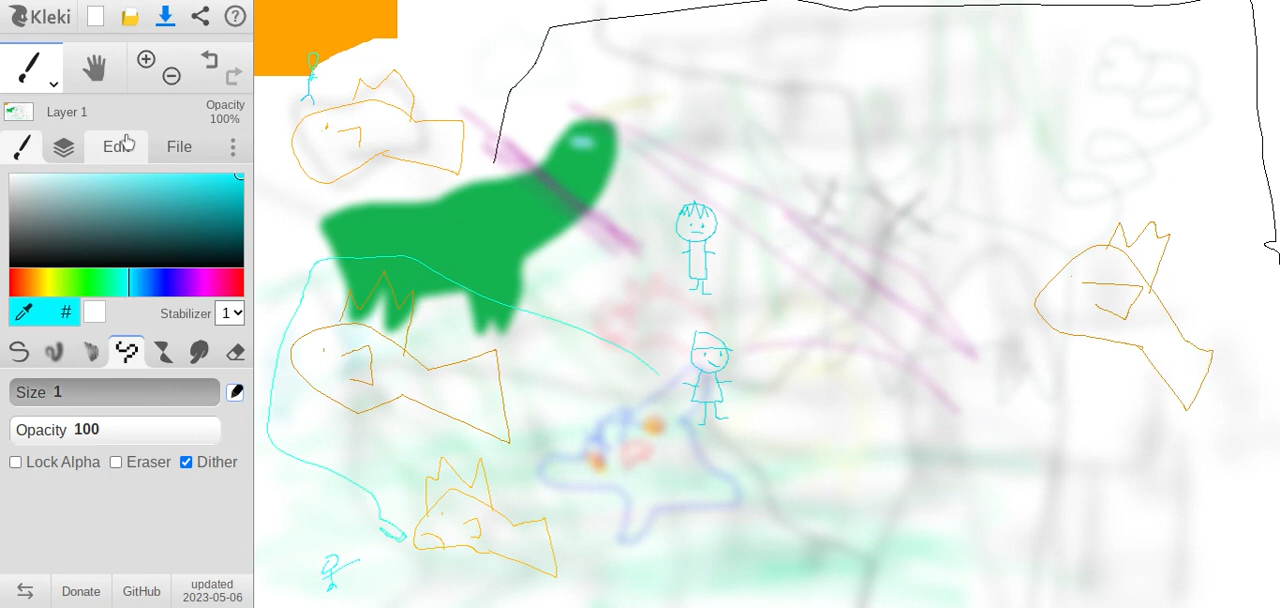 Kleki
Layer 1
Opacity
100%
Edit
File
#
Stabilizer 1
Size 1
Opacity 100
Lock Alpha Eraser Dither
Donate GitHub updated
2023-05-06